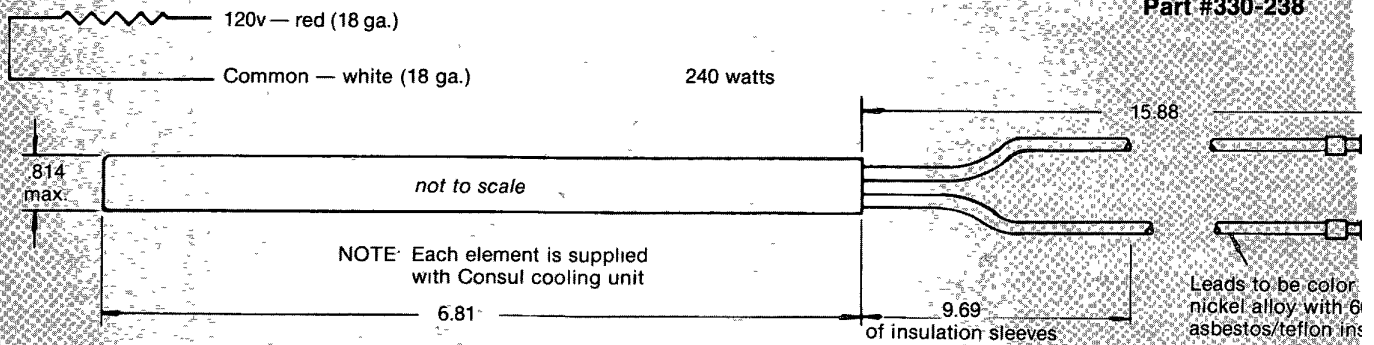 Part #330-238
120v — red (18 ga.)
Common — white (18 ga.)
240 watts
15.88
814
max.
not to scale
NOTE: Each element is supplied
with Consul cooling unit
6.81
9.69
of insulation sleeves
Leads to be color
nickel alloy with
asbestos/teflon